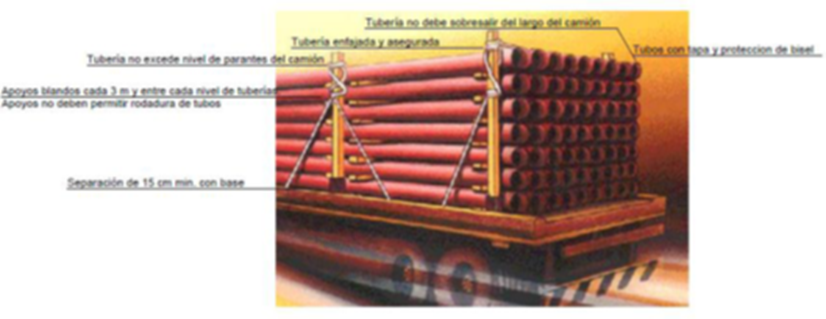 Tubería no debe sobresalir del largo del camión
Tubería enfajada y asegurada
Tubos con tapa y proteccion de bisel
Tubería no excede nivel de parantes del camión
Apoyos blandos cada 3 m y entre cada nivel de tuberías
Apoyos no deben permitir rodadura de tubos
Separación de 15 cm min. con base